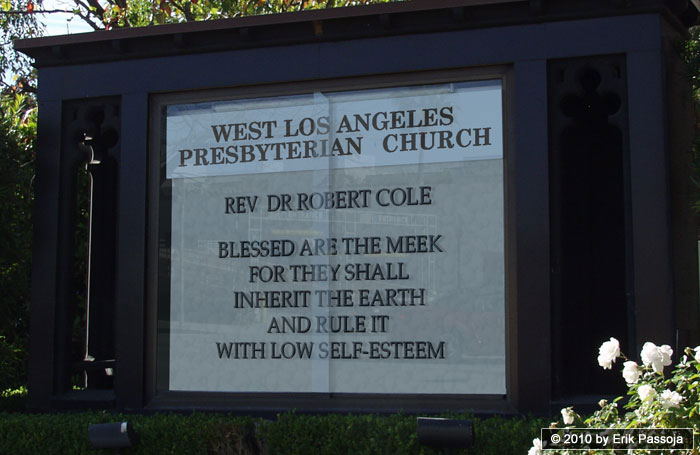 WEST LOS ANGELES
PRESBYTERIAN CHURCH
REV DR ROBERT COLE
BLESSED ARE THE MEEK
FOR THEY SHALL
INHERIT THE EARTH
AND RULE IT
WITH LOW SELF-ESTEEM
© 2010 by Erik Passoja